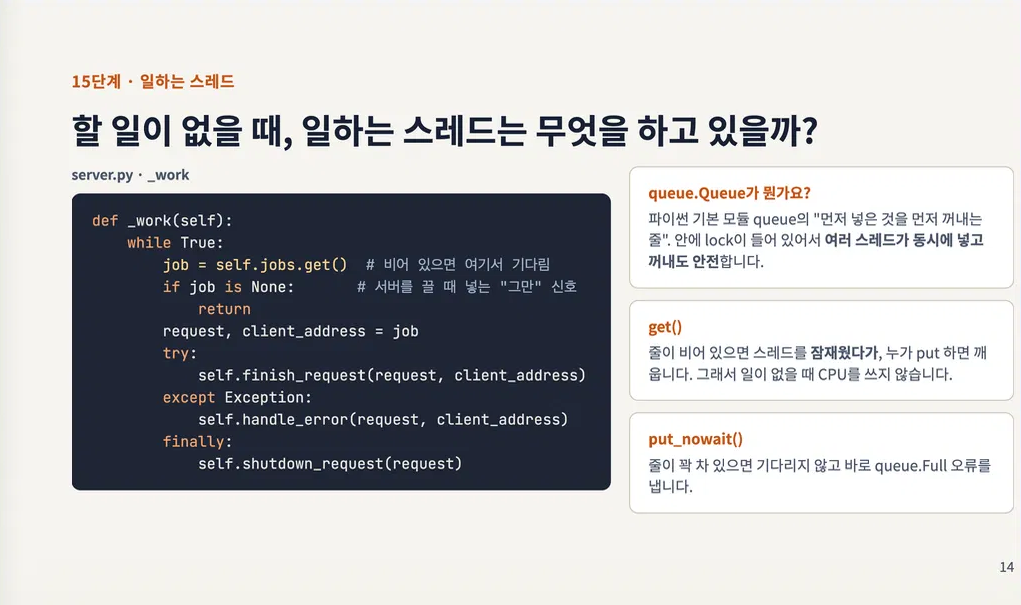 15단계 · 일하는 스레드
할 일이 없을 때, 일하는 스레드는 무엇을 하고 있을까?
server.py · _work
def _work(self):
    while True:
        job = self.jobs.get()  # 비어 있으면 여기서 기다림
        if job is None:       # 서버를 끌 때 넣는 "그만" 신호
            return
        request, client_address = job
        try:
            self.finish_request(request, client_address)
        except Exception:
            self.handle_error(request, client_address)
        finally:
            self.shutdown_request(request)
queue.Queue가 뭔가요?
파이썬 기본 모듈 queue의 "먼저 넣은 것을 먼저 꺼내는
줄". 안에 lock이 들어 있어서 여러 스레드가 동시에 넣고
꺼내도 안전합니다.
get()
줄이 비어 있으면 스레드를 잠재웠다가, 누가 put 하면 깨
웁니다. 그래서 일이 없을 때 CPU를 쓰지 않습니다.
put_nowait()
줄이 꽉 차 있으면 기다리지 않고 바로 queue.Full 오류를
냅니다.
14